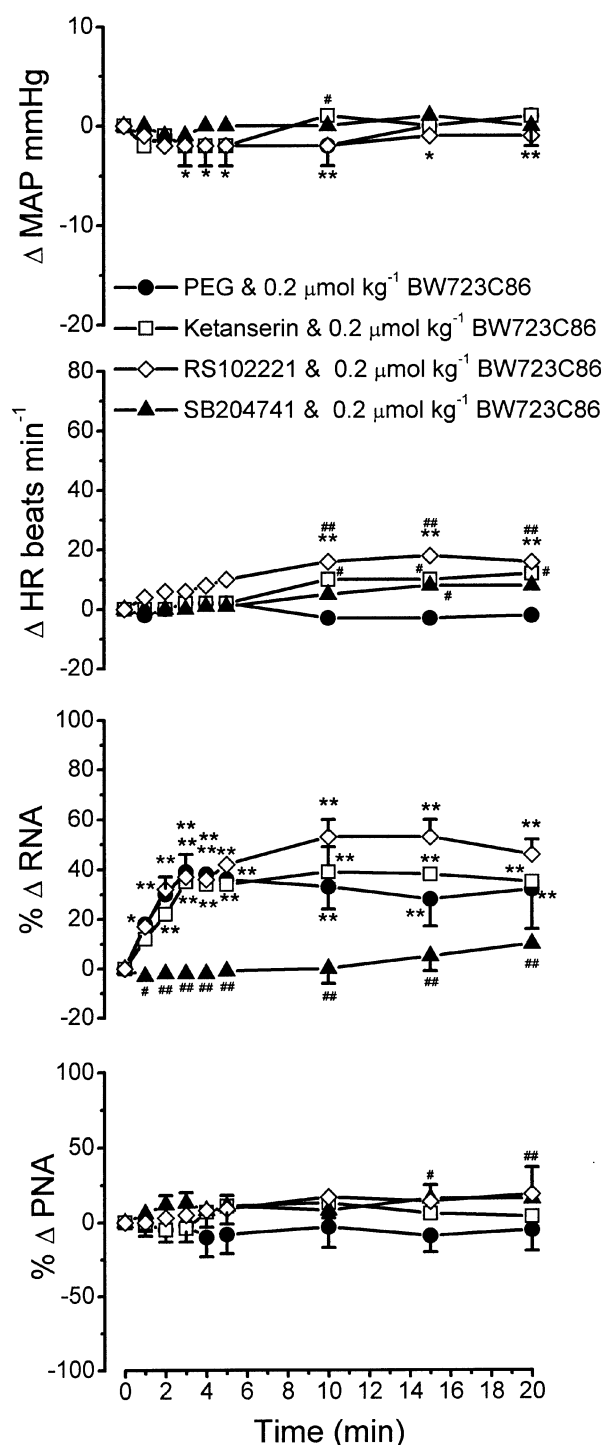 10
#
0
* * * ** * **
-10
-20
Δ MAP mmHg
PEG & 0.2 μmol kg-1 BW723C86
Ketanserin & 0.2 μmol kg-1 BW723C86
RS102221 & 0.2 μmol kg-1 BW723C86
SB204741 & 0.2 μmol kg-1 BW723C86
80
60
40
20
0
-20
Δ HR beats min-1
## ## ##
** ** **
# # #
#
100
80
60
40
20
0
-20
% Δ RNA
** ** **
** **
** ** ** **
* ** ** ** ** **
** ** ** ** **
** **
# ## ## ## ## ## ## ##
100
50
0
-50
-100
% Δ PNA
# ##
0 2 4 6 8 10 12 14 16 18 20
Time (min)